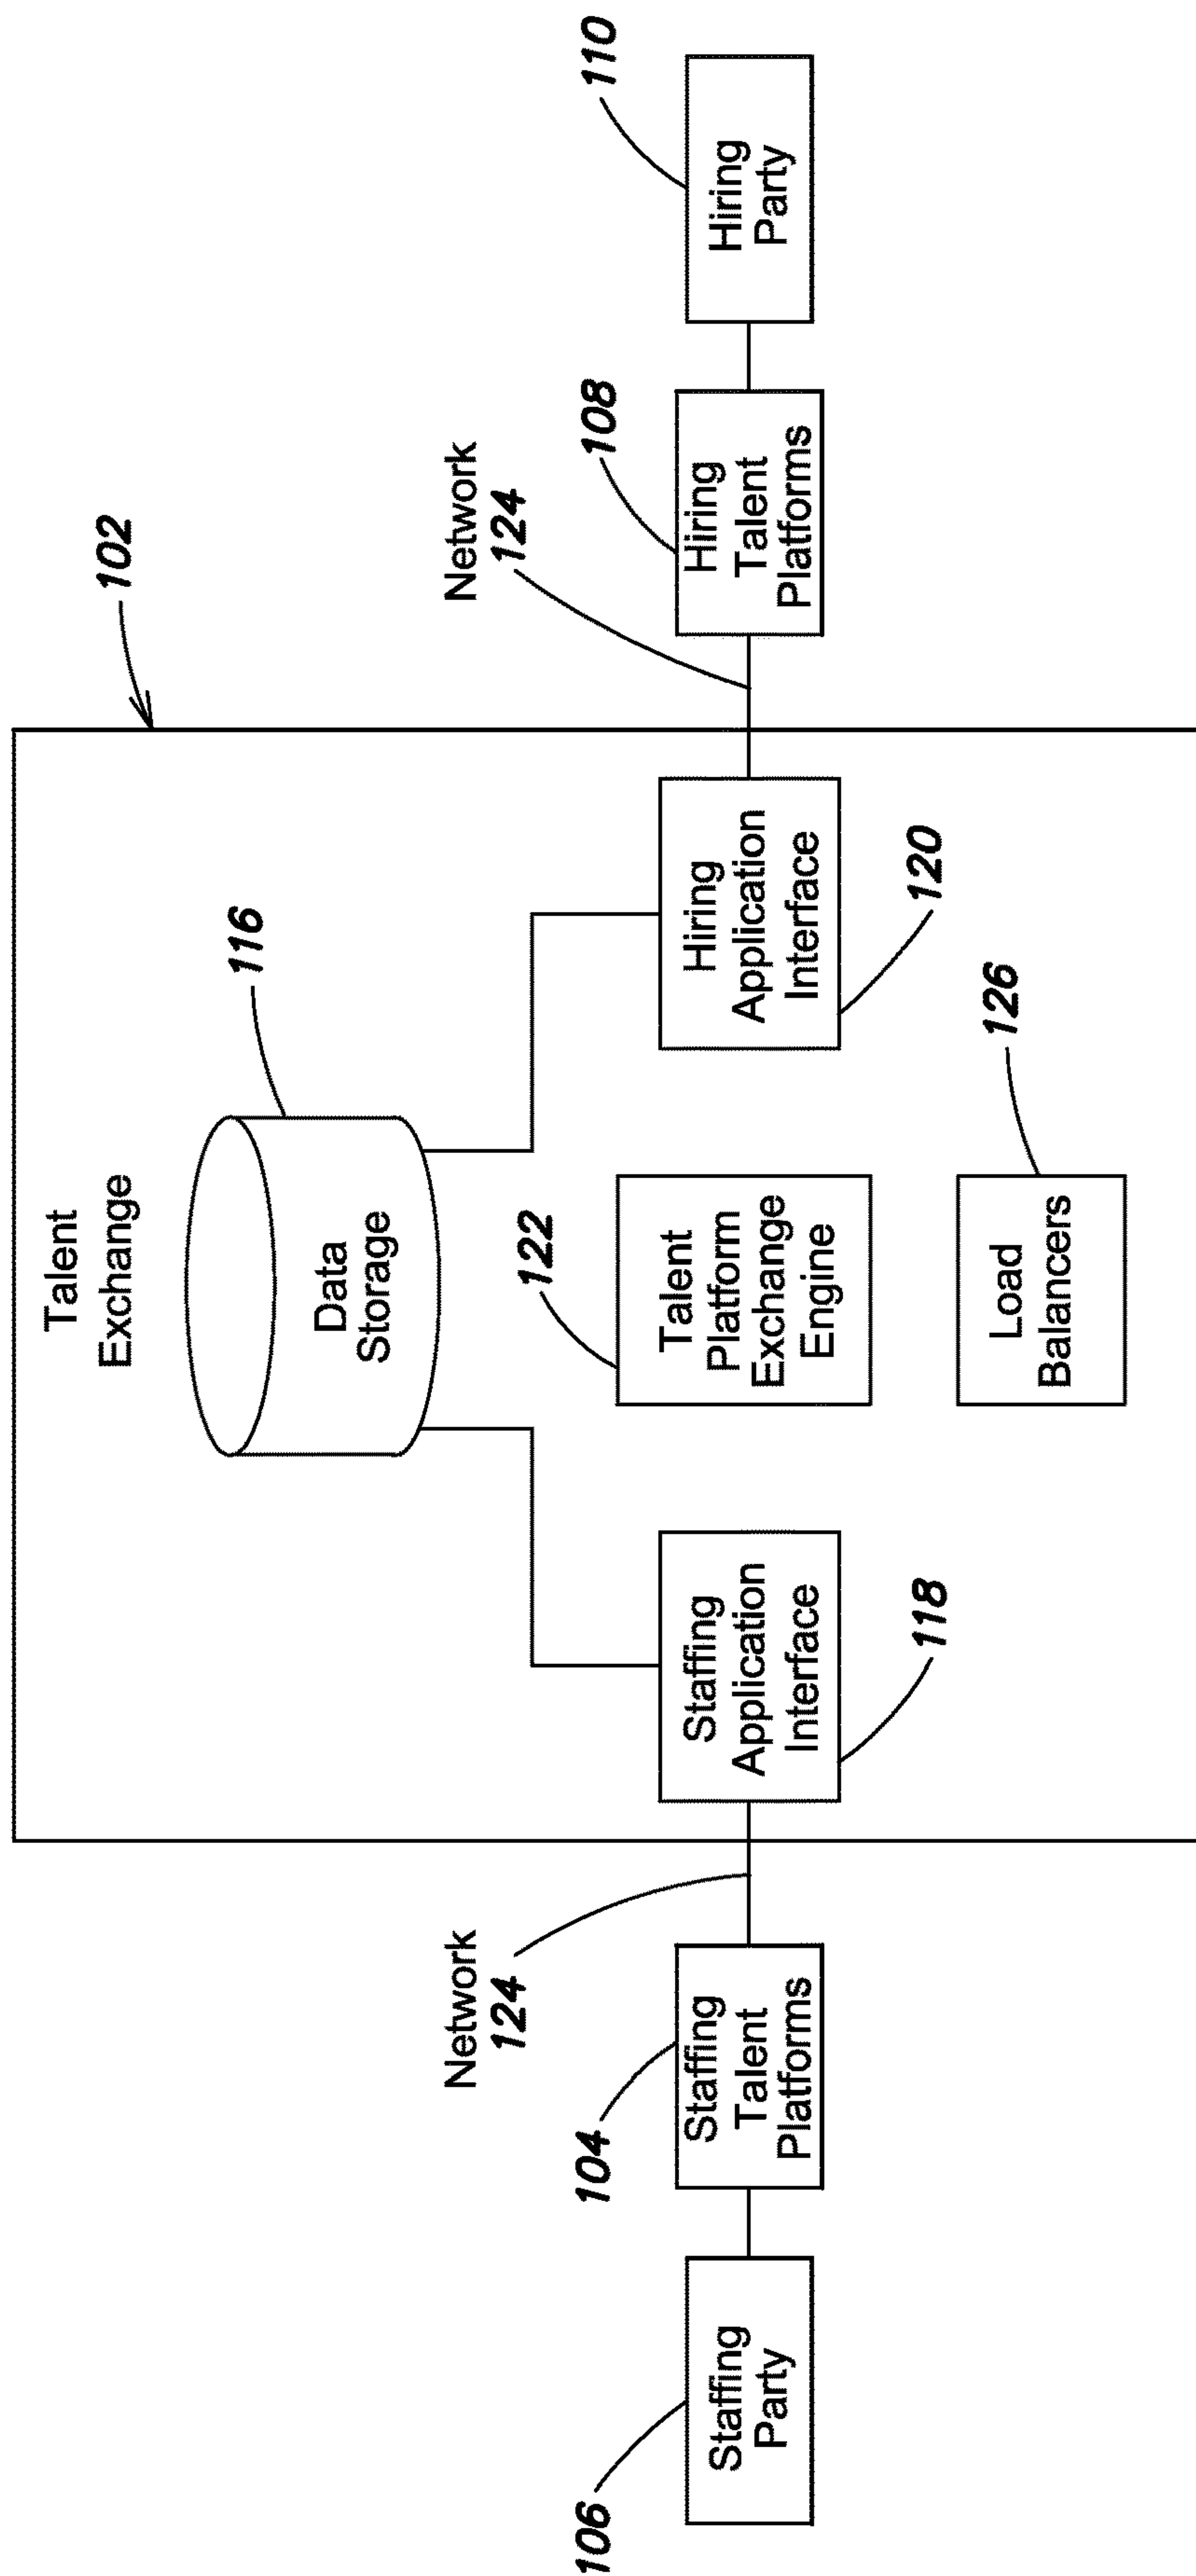 Talent
Exchange
102
116
Data
Storage
Network
124
Network
124
106
Staffing
Party
104
Staffing
Talent
Platforms
Staffing
Application
Interface
118
122
Talent
Platform
Exchange
Engine
Hiring
Application
Interface
120
108
Hiring
Talent
Platforms
110
Hiring
Party
126
Load
Balancers